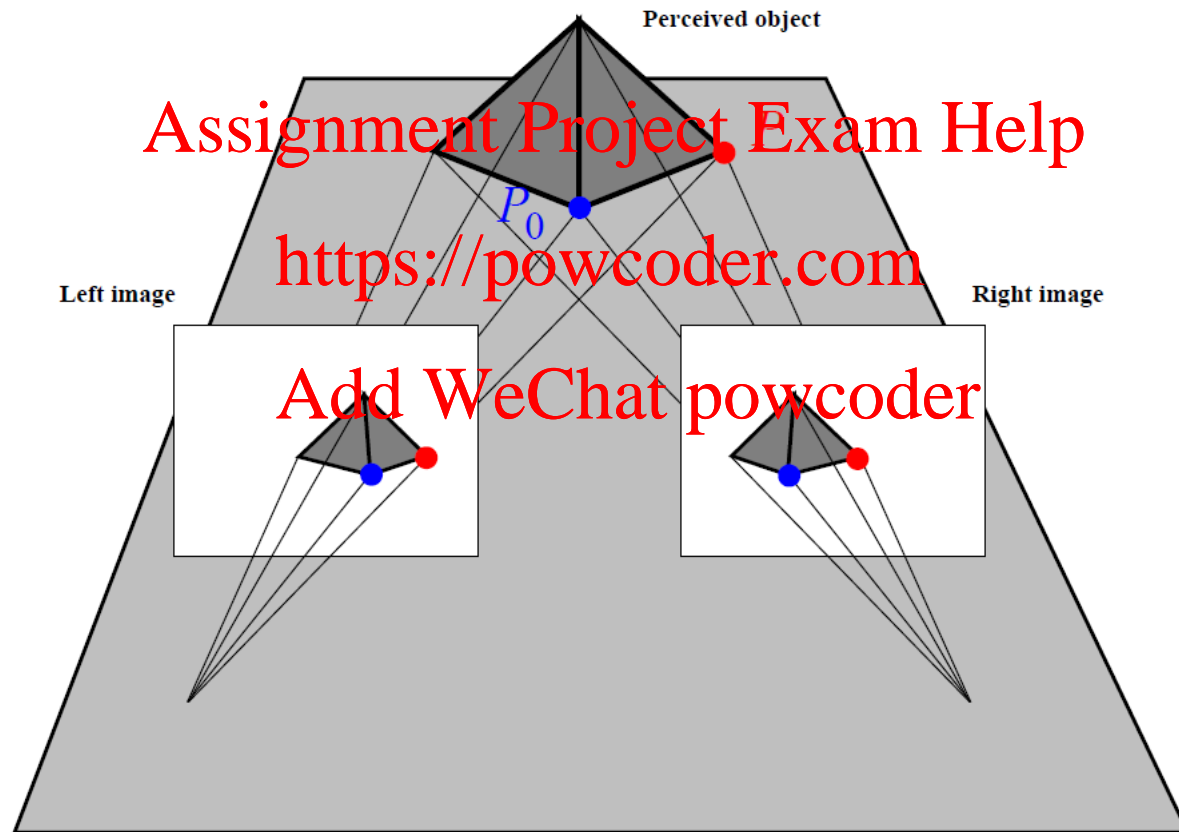 Perceived object
Assignment Project Exam Help
P0
https://powcoder.com
Left image
Right image
Add WeChat powcoder